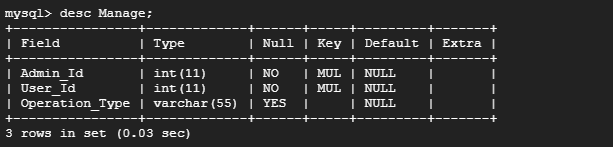 mysql> desc Manage;
+----------------+-------------+------+-----+---------+-------+
| Field          | Type        | Null | Key | Default | Extra |
+----------------+-------------+------+-----+---------+-------+
| Admin_Id       | int(11)     | NO   | MUL | NULL    |       |
| User_Id        | int(11)     | NO   | MUL | NULL    |       |
| Operation_Type | varchar(55) | YES  |     | NULL    |       |
+----------------+-------------+------+-----+---------+-------+
3 rows in set (0.03 sec)